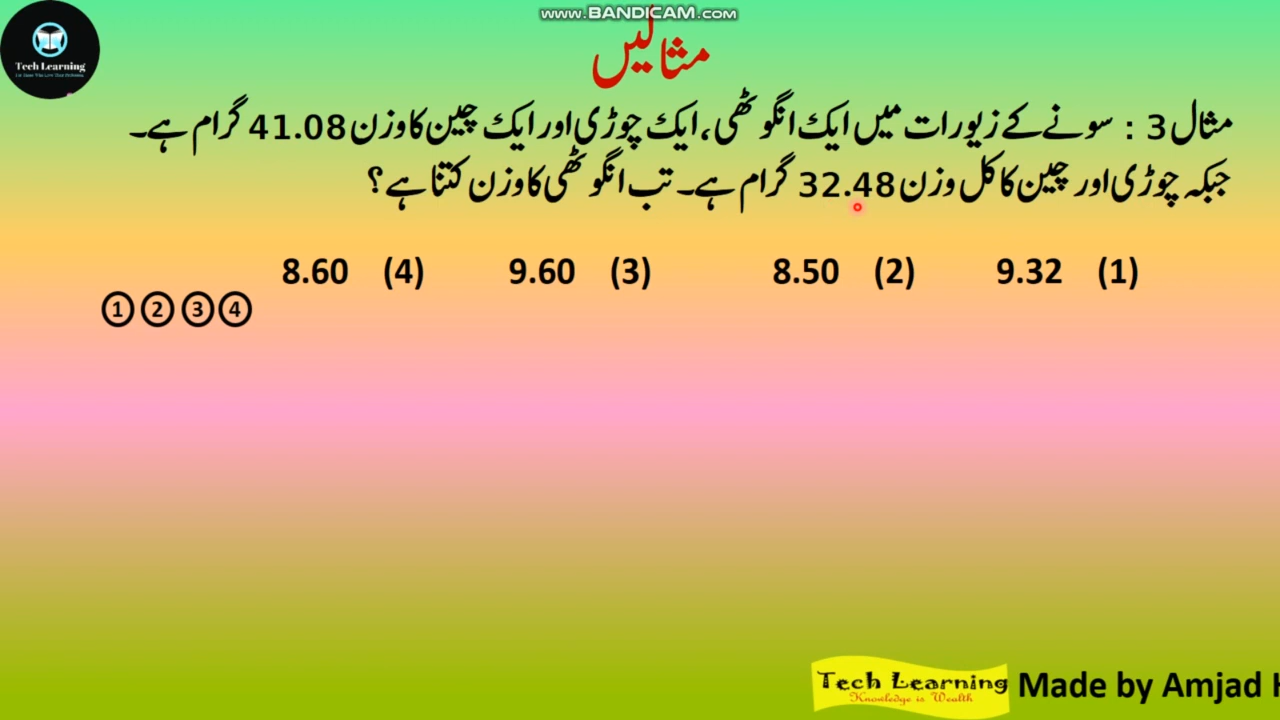 www.BANDICAM.com
مثالیں
Tech Learning
مثال 3 : سونے کے زیورات میں ایک انگوٹھی ، ایک چوڑی اور ایک چین کا وزن 41.08 گرام ہے۔
جبکہ چوڑی اور چین کا کل وزن 32.48 گرام ہے۔ تب انگوٹھی کا وزن کتنا ہے؟
(1) 9.32 (2) 8.50 (3) 9.60 (4) 8.60
① ② ③ ④
Tech Learning
Knowledge is Wealth
Made by Amjad H